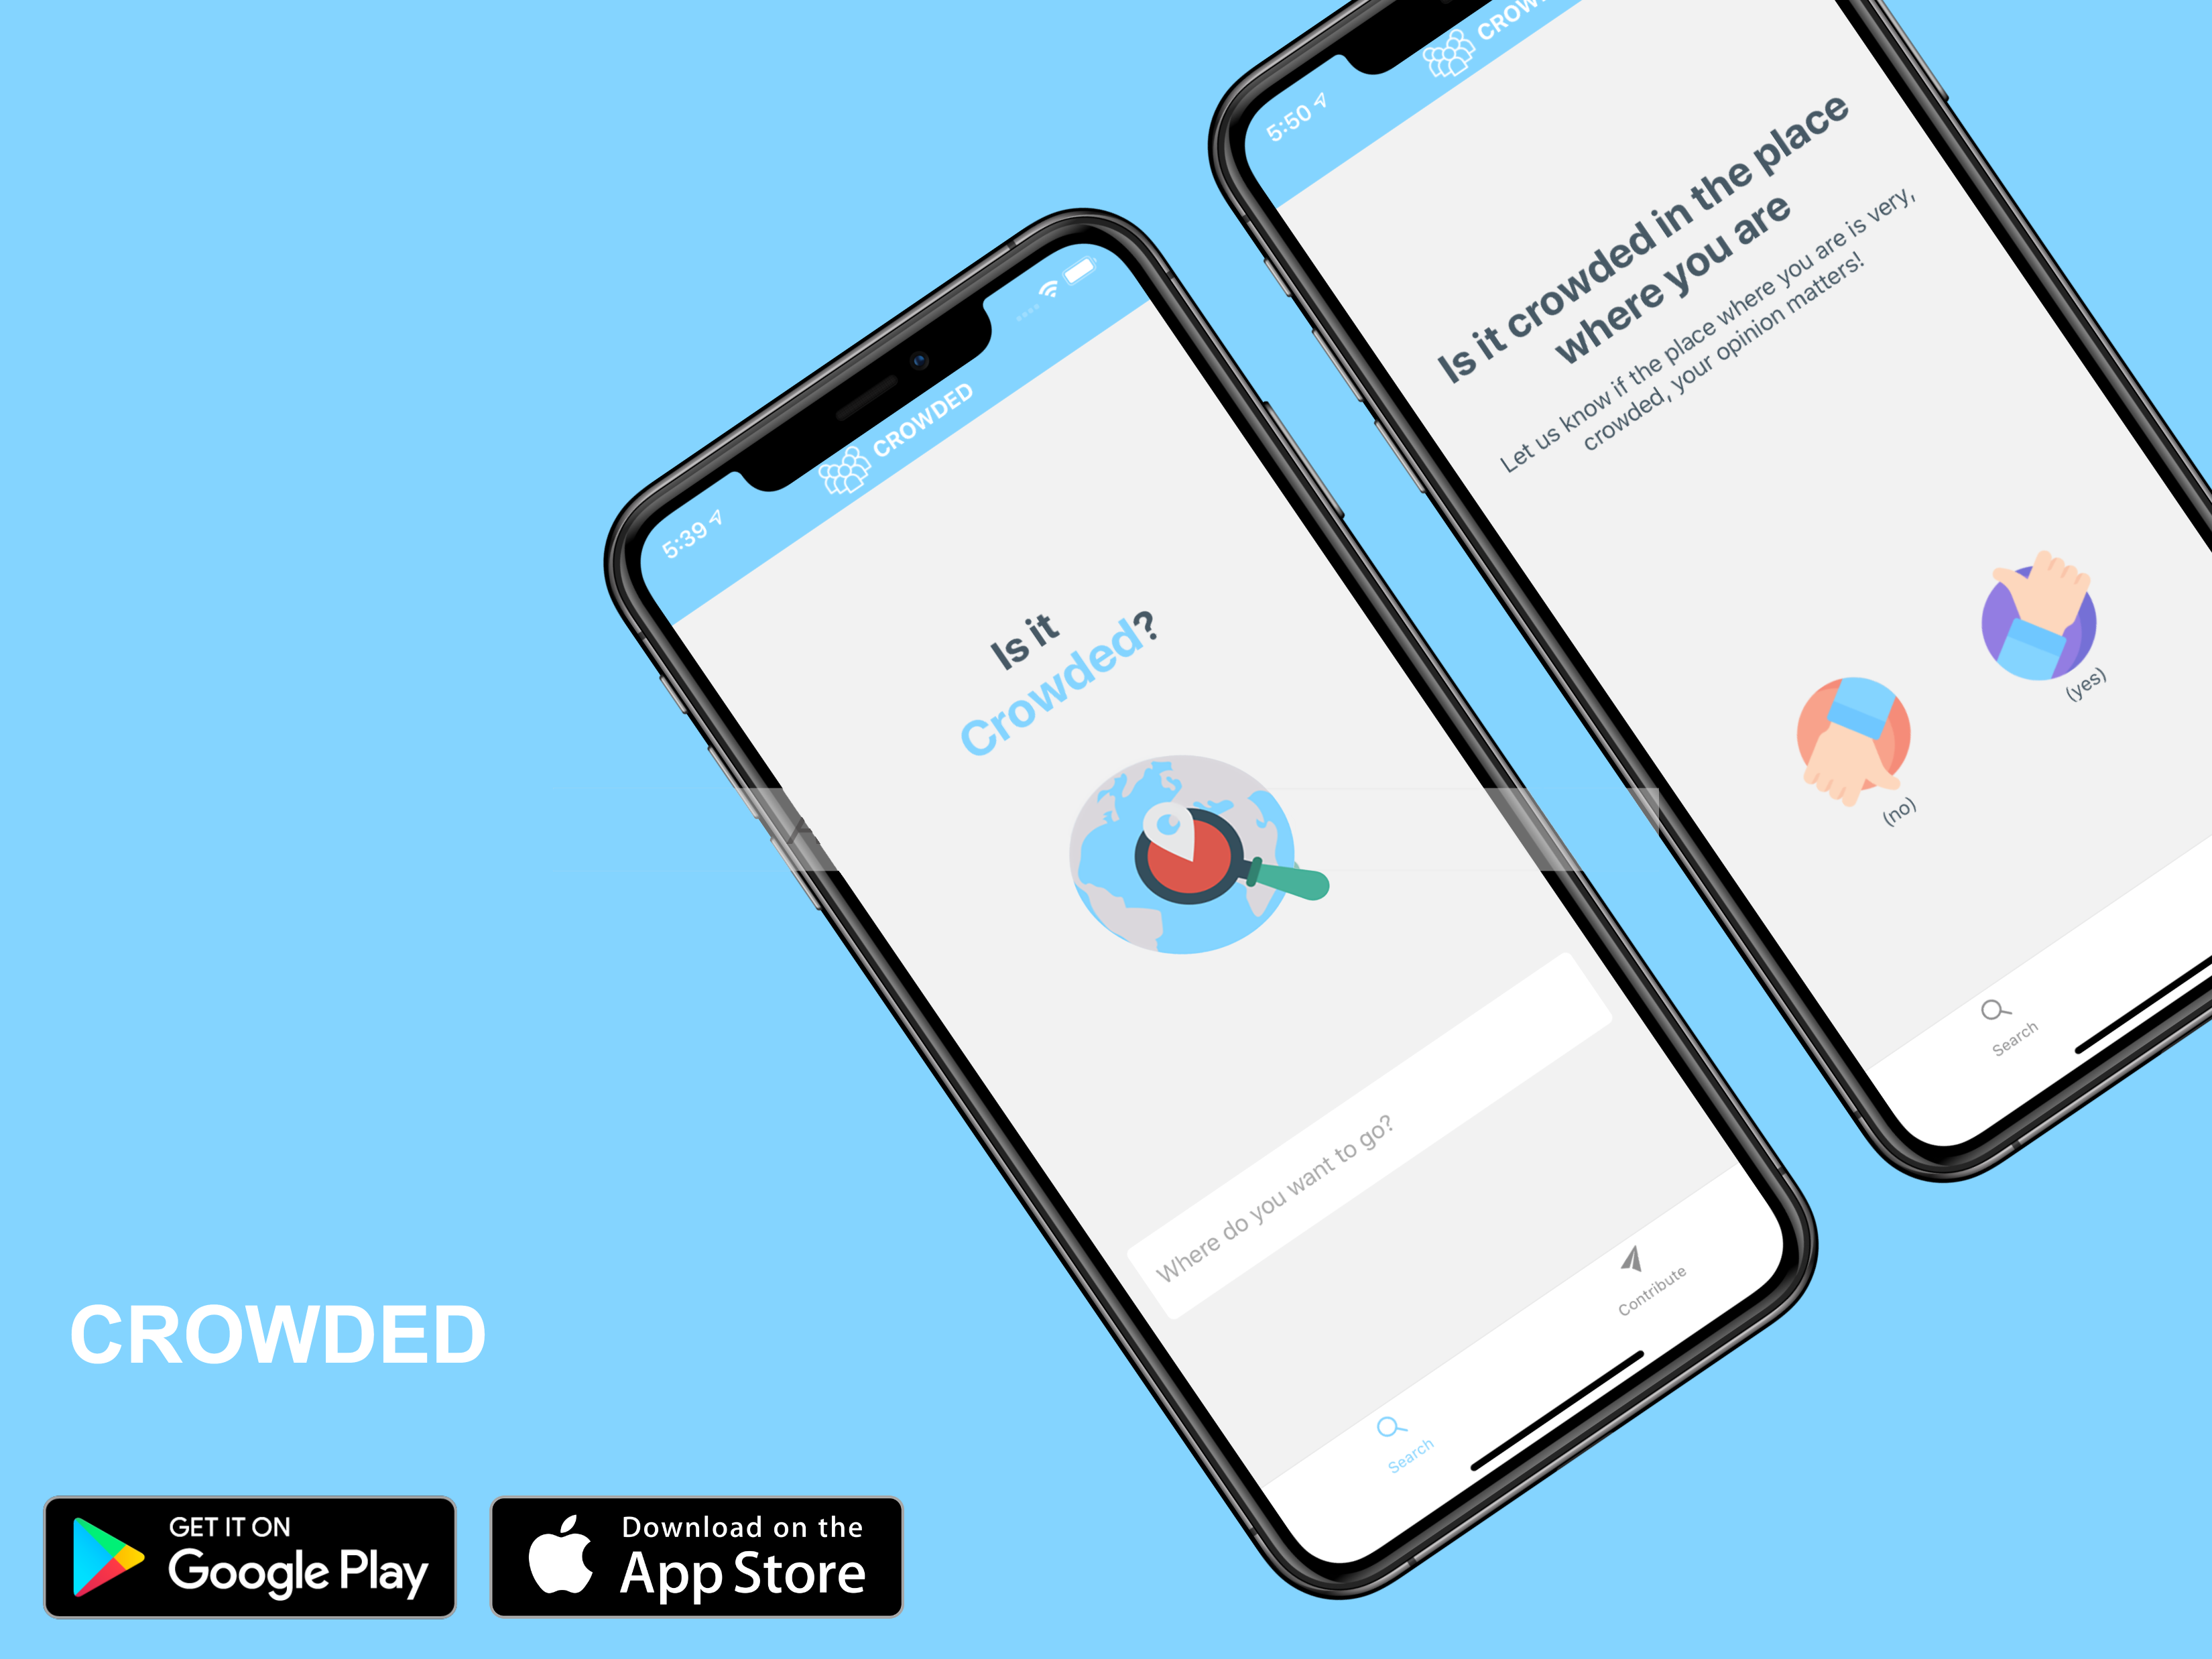 5:39
CROWDED
Is it
Crowded?
Where do you want to go?
Search
Contribute
5:50
Is it crowded in the place
where you are
Let us know if the place where you are is very,
crowded, your opinion matters!
(no)
(yes)
Search
CROWDED
GET IT ON
Google Play
Download on the
App Store